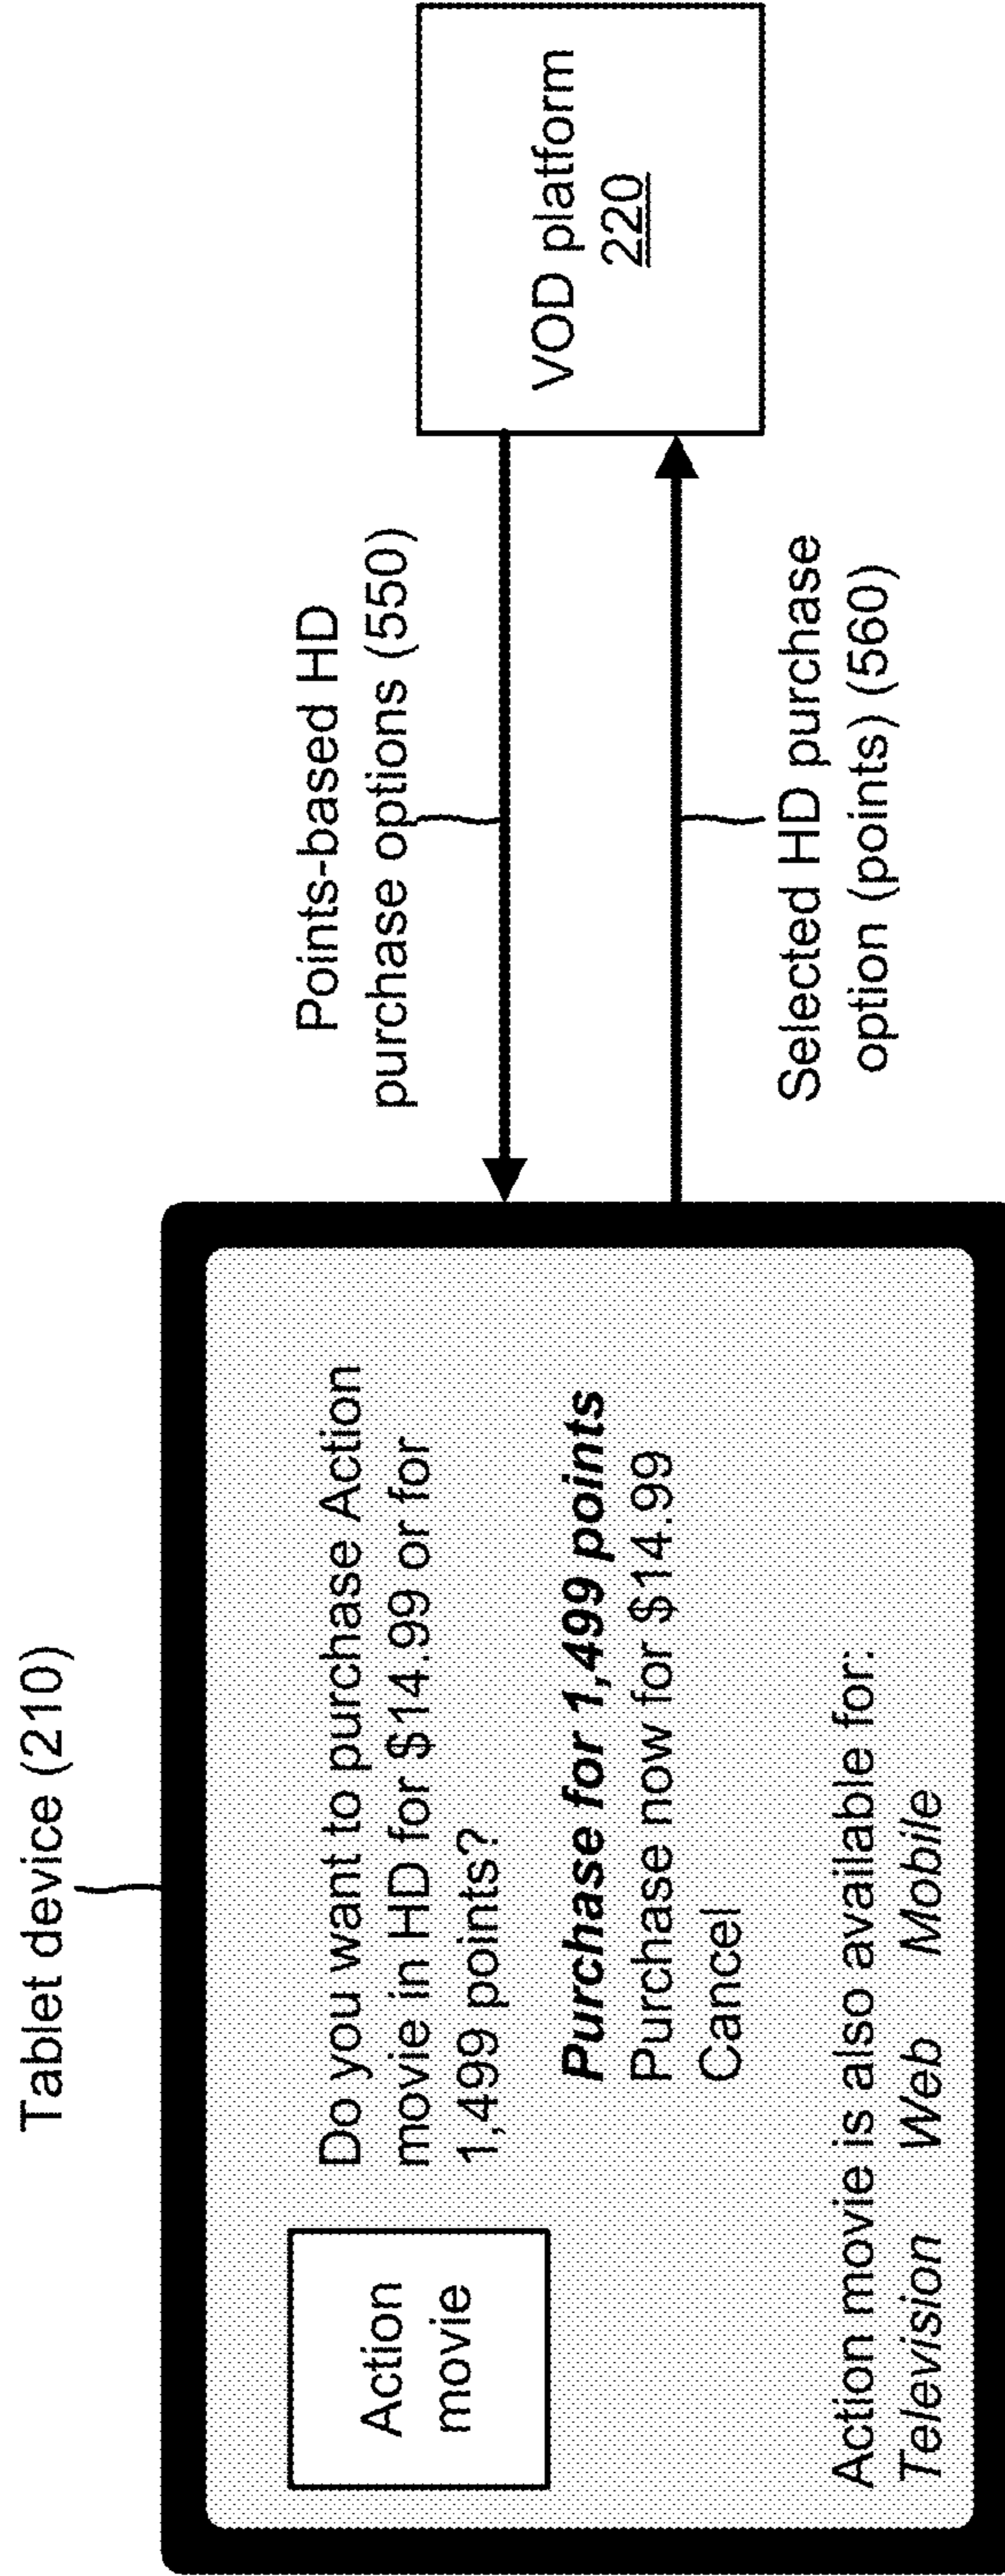 Tablet device (210)
Action
movie
Do you want to purchase Action
movie in HD for $14.99 or for
1,499 points?
Purchase for 1,499 points
Purchase now for $14.99
Cancel
Action movie is also available for:
Television Web Mobile
Points-based HD
purchase options (550)
Selected HD purchase
option (points) (560)
VOD platform
220